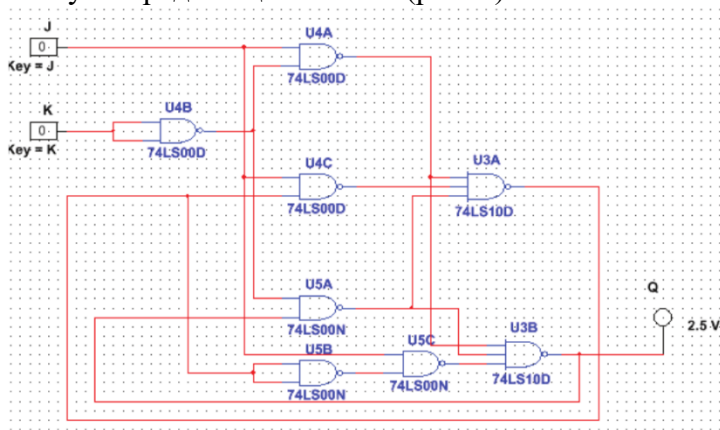 J
0
Key = J
K
0
Key = K
U4A
74LS00D
U4B
74LS00D
U4C
74LS00D
U3A
74LS10D
U5A
74LS00N
U5B
74LS00N
U5C
74LS00N
U3B
74LS10D
Q
2.5 V